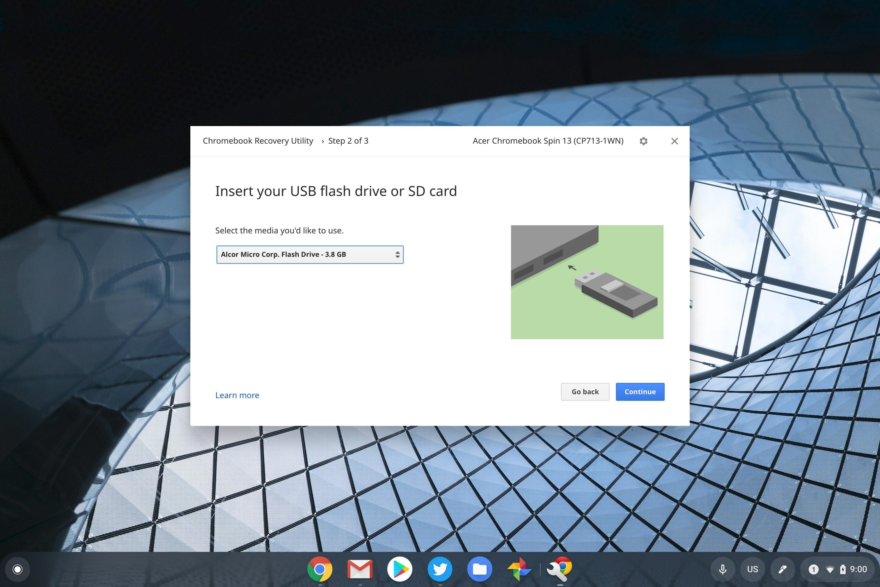 Chromebook Recovery Utility › Step 2 of 3
Acer Chromebook Spin 13 (CP713-1WN)
Insert your USB flash drive or SD card
Select the media you'd like to use.
Alcor Micro Corp. Flash Drive - 3.8 GB
Learn more
Go back
Continue
US
1
9:00